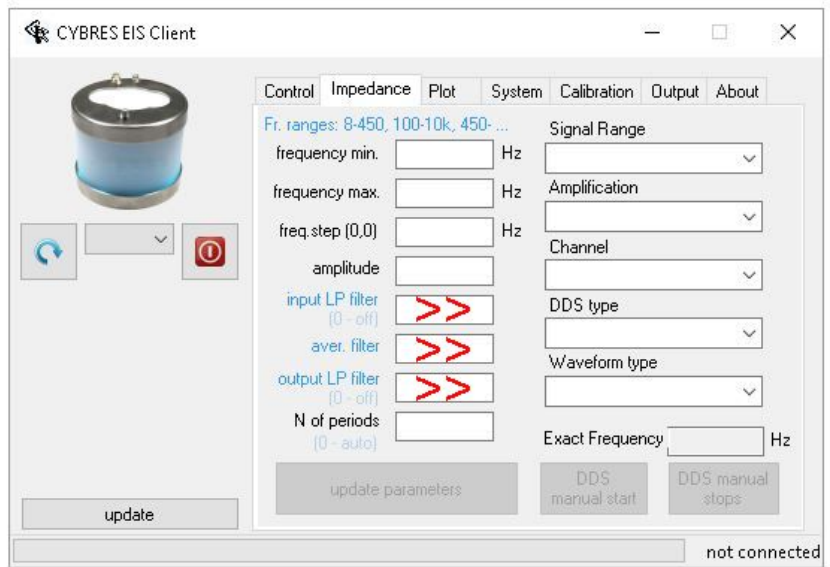 CYBRES EIS Client
Control Impedance Plot System Calibration Output About
Fr. ranges: 8-450, 100-10k, 450- ...
frequency min. Hz
frequency max. Hz
freq.step (0,0) Hz
amplitude
input LP filter >>
(0 - off)
aver. filter >>
output LP filter >>
(0 - off)
N of periods
(0 - auto)
update parameters
Signal Range
Amplification
Channel
DDS type
Waveform type
Exact Frequency Hz
DDS
manual start
DDS manual
stops
update
not connected